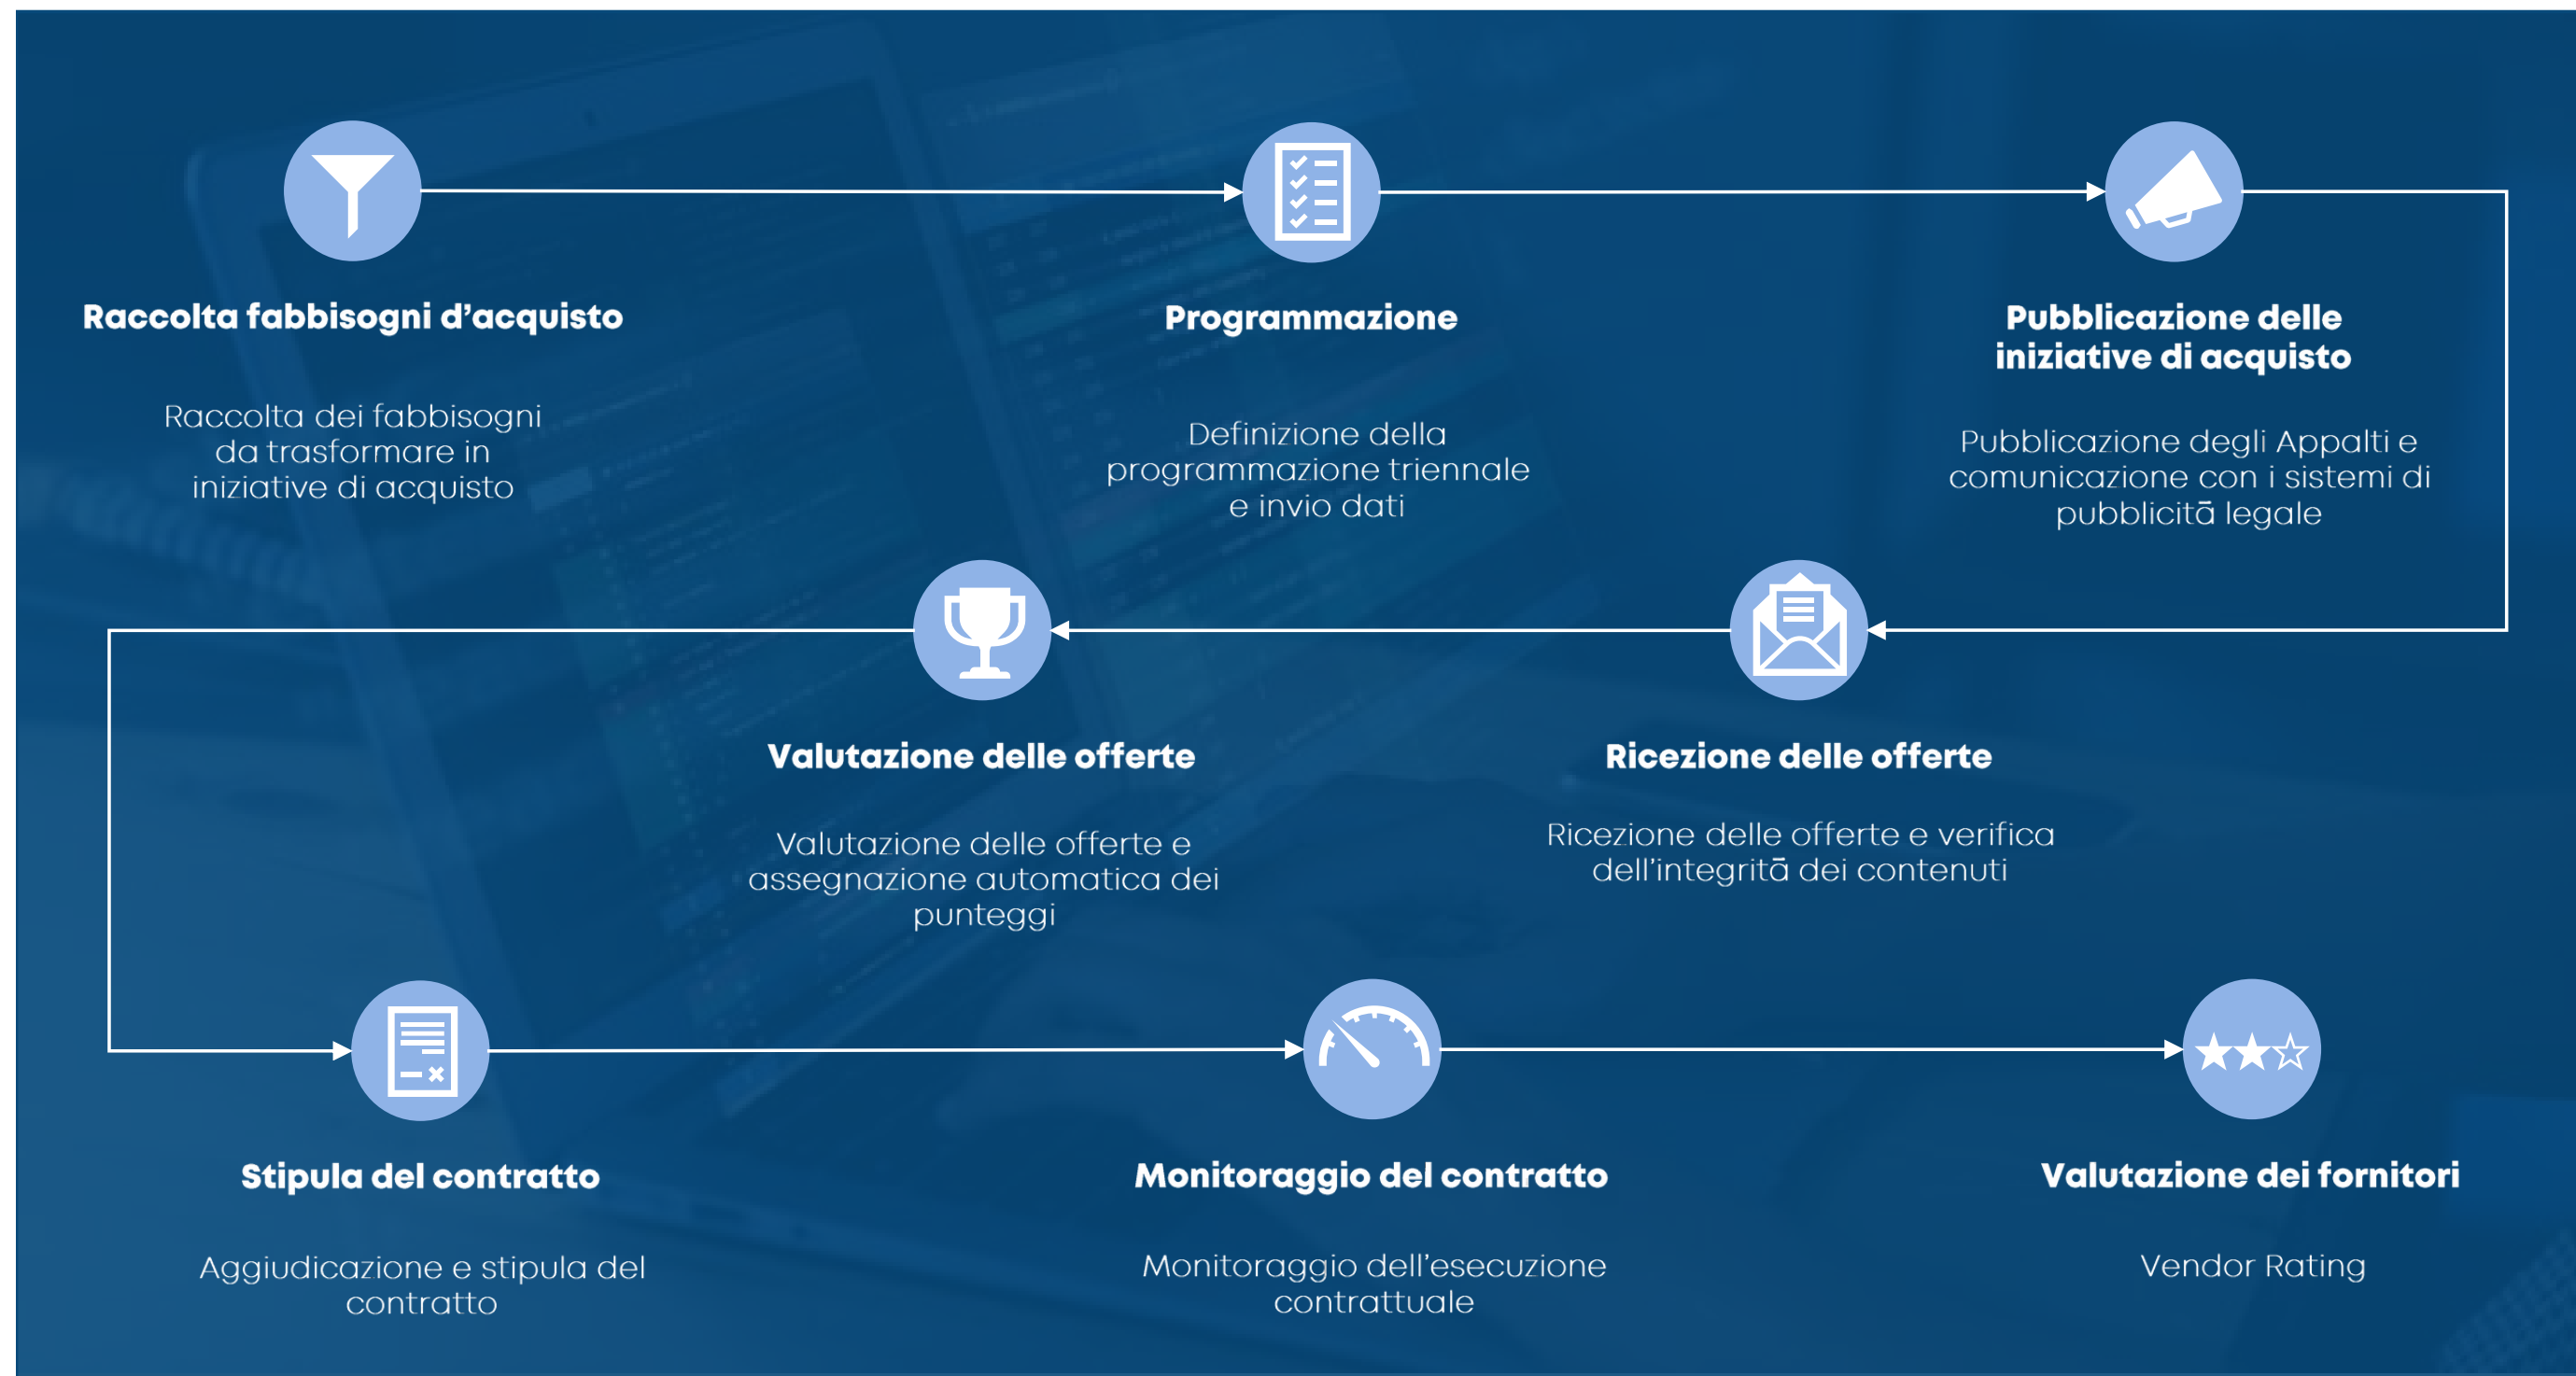 Raccolta fabbisogni d'acquisto
Raccolta dei fabbisogni
da trasformare in
iniziative di acquisto
Programmazione
Definizione della
programmazione triennale
e invio dati
Pubblicazione delle
iniziative di acquisto
Pubblicazione degli Appalti e
comunicazione con i sistemi di
pubblicitā legale
Ricezione delle offerte
Ricezione delle offerte e verifica
dell'integritā dei contenuti
Valutazione delle offerte
Valutazione delle offerte e
assegnazione automatica dei
punteggi
Stipula del contratto
Aggiudicazione e stipula del
contratto
Monitoraggio del contratto
Monitoraggio dell'esecuzione
contrattuale
Valutazione dei fornitori
Vendor Rating